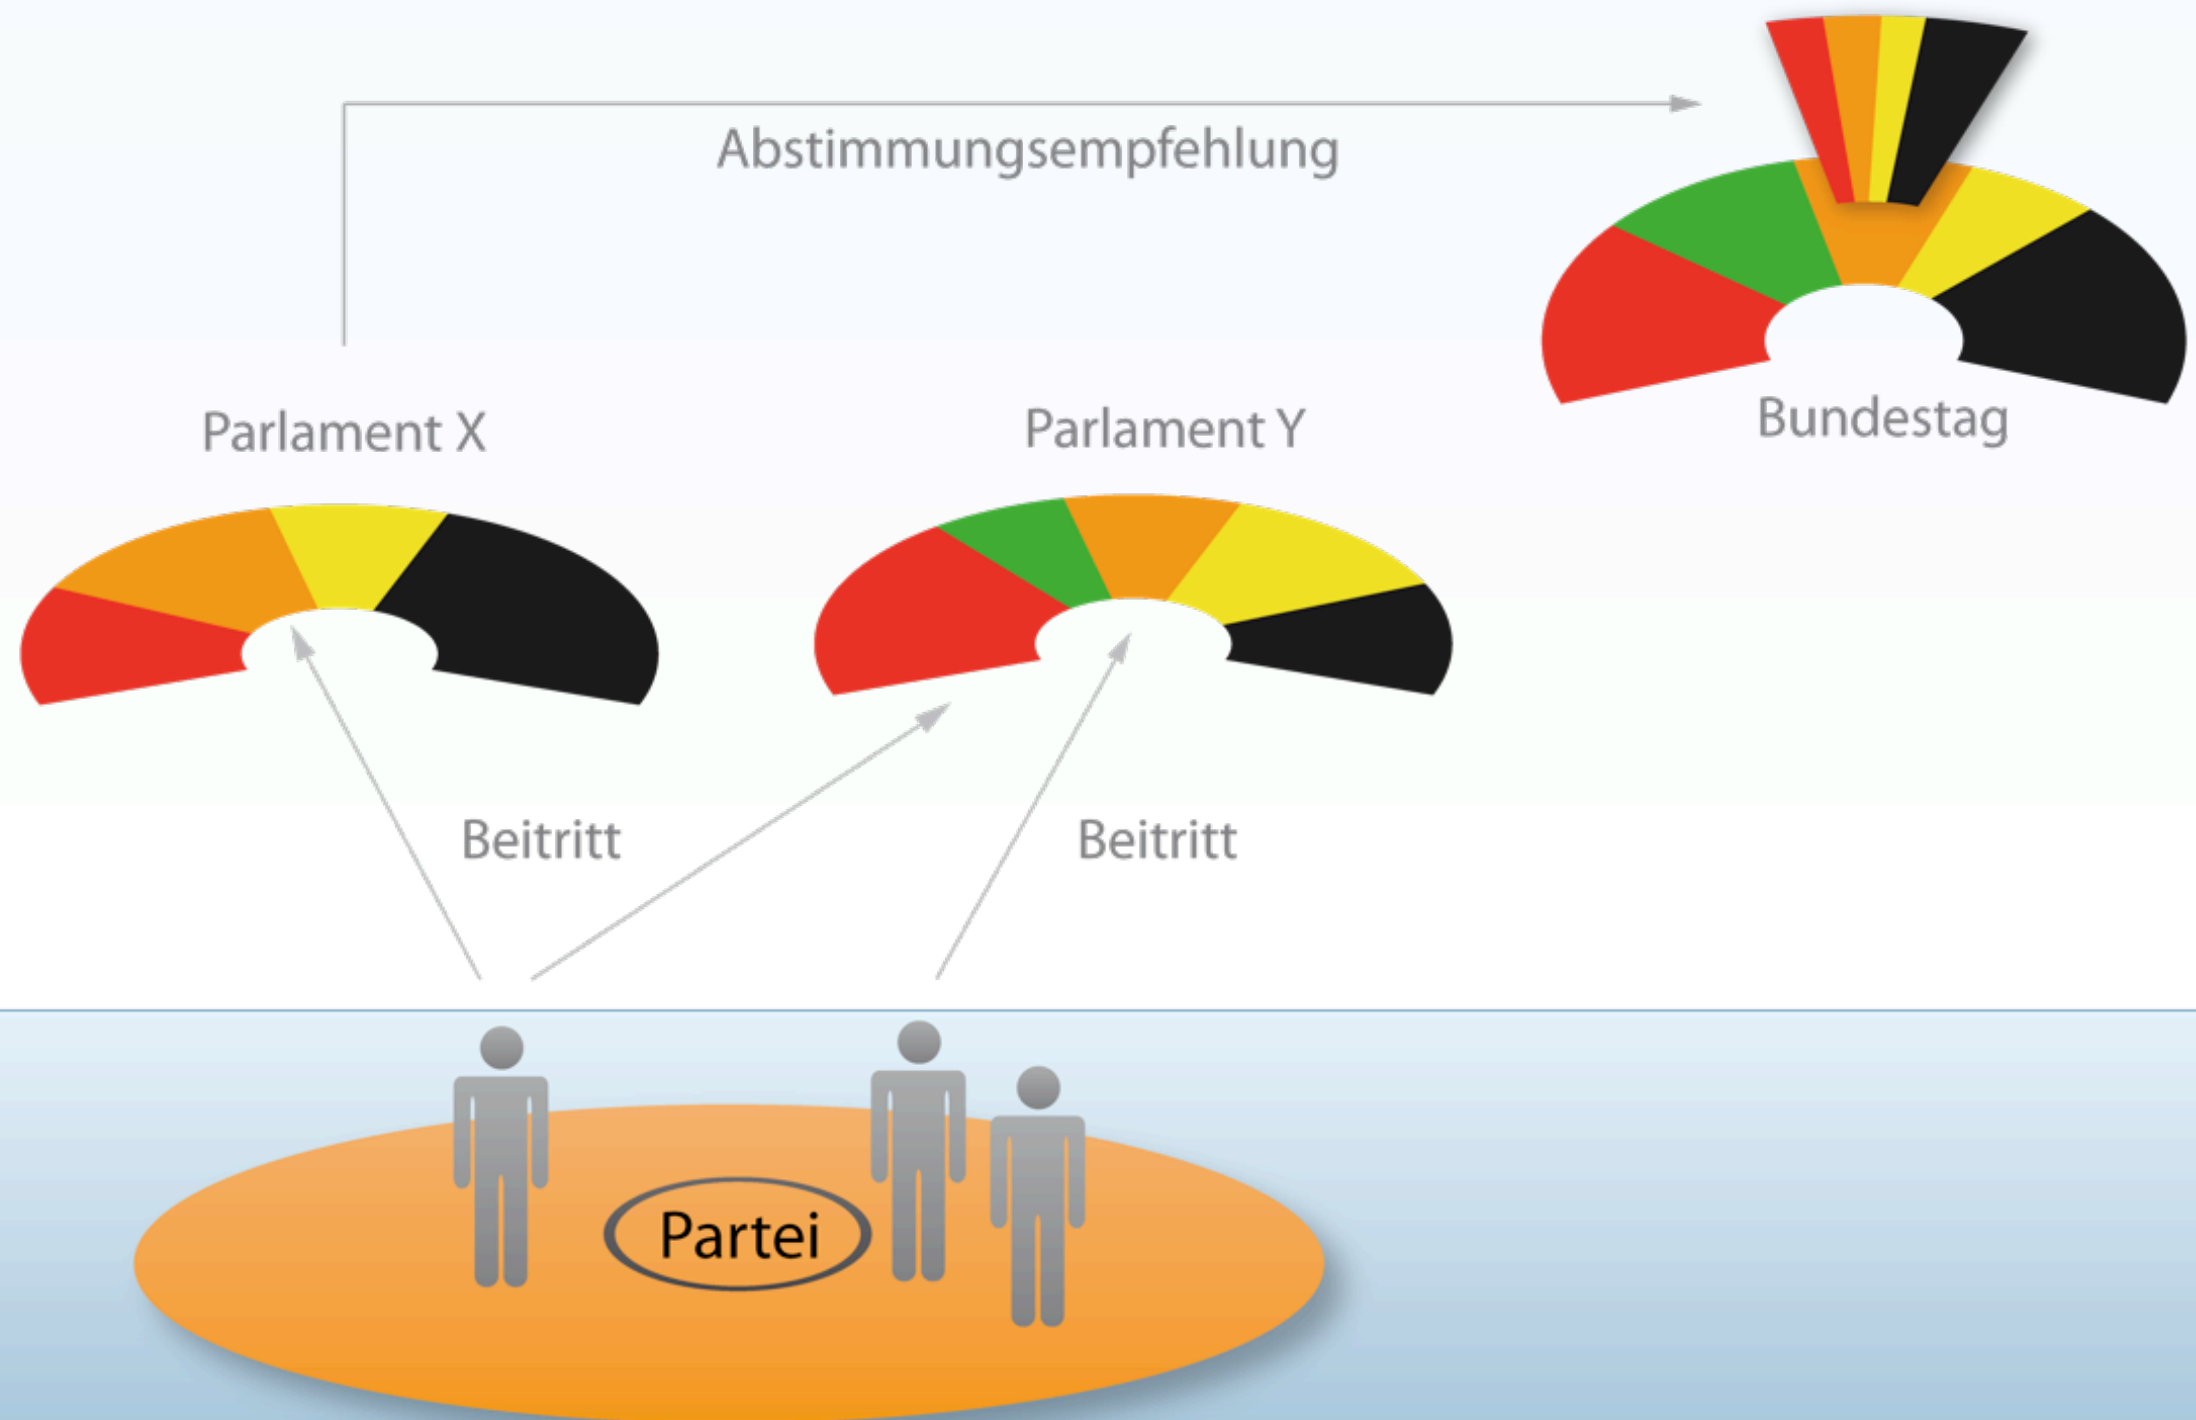 Abstimmungsempfehlung
Parlament X
Parlament Y
Bundestag
Beitritt
Beitritt
Partei